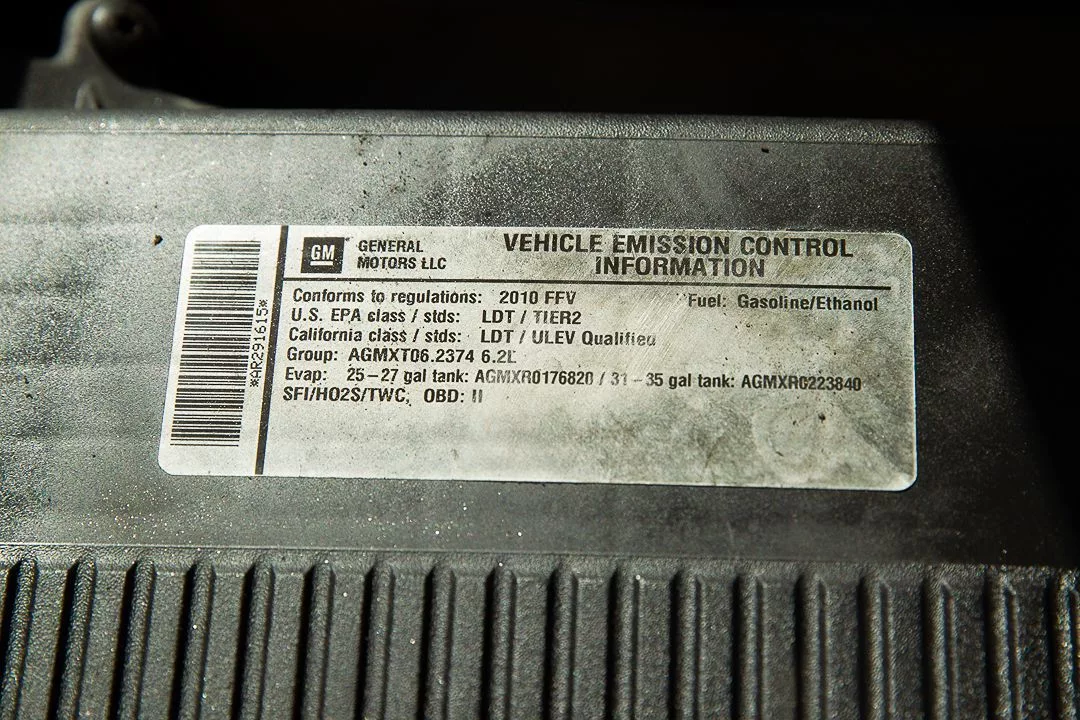 *AR291615*
GM
GENERAL
MOTORS LLC
VEHICLE EMISSION CONTROL
INFORMATION
Conforms to regulations: 2010 FFV Fuel: Gasoline/Ethanol
U.S. EPA class / stds: LDT / TIER2
California class / stds: LDT / ULEV Qualified
Group: AGMXT06.2374 6.2L
Evap: 25-27 gal tank: AGMXR0176820 / 31-35 gal tank: AGMXR0223840
SFI/HO2S/TWC, OBD: II